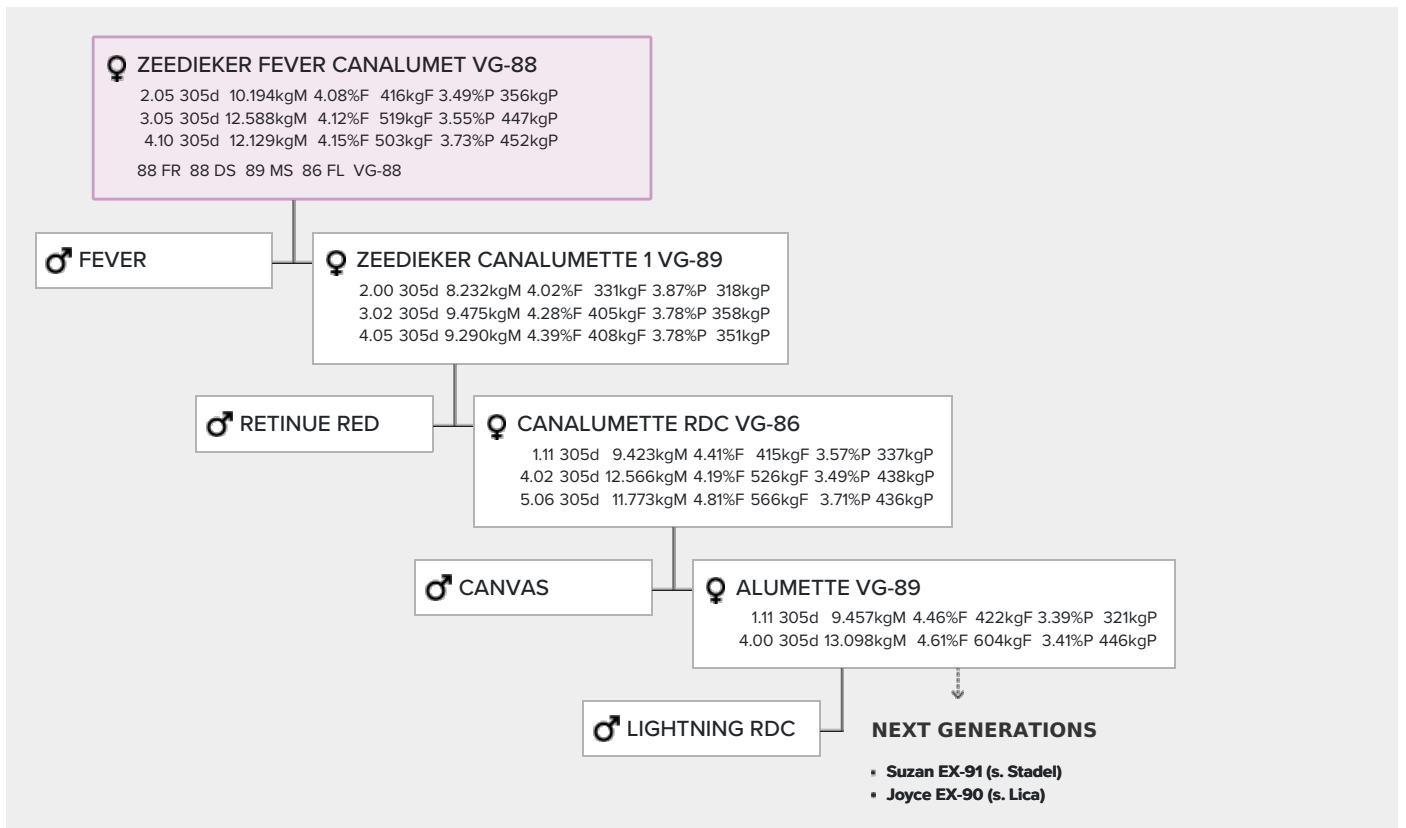 ZEEDIEKER FEVER CANALUMET VG-88
2.05 305d 10.194kgM 4.08%F 416kgF 3.49%P 356kgP
3.05 305d 12.588kgM 4.12%F 519kgF 3.55%P 447kgP
4.10 305d 12.129kgM 4.15%F 503kgF 3.73%P 452kgP
88 FR 88 DS 89 MS 86 FL VG-88
FEVER
ZEEDIEKER CANALUMETTE 1 VG-89
2.00 305d 8.232kgM 4.02%F 331kgF 3.87%P 318kgP
3.02 305d 9.475kgM 4.28%F 405kgF 3.78%P 358kgP
4.05 305d 9.290kgM 4.39%F 408kgF 3.78%P 351kgP
RETINUE RED
CANALUMETTE RDC VG-86
1.11 305d 9.423kgM 4.41%F 415kgF 3.57%P 337kgP
4.02 305d 12.566kgM 4.19%F 526kgF 3.49%P 438kgP
5.06 305d 11.773kgM 4.81%F 566kgF 3.71%P 436kgP
CANVAS
ALUMETTE VG-89
1.11 305d 9.457kgM 4.46%F 422kgF 3.39%P 321kgP
4.00 305d 13.098kgM 4.61%F 604kgF 3.41%P 446kgP
LIGHTNING RDC
NEXT GENERATIONS
Suzan EX-91 (s. Stadel)
Joyce EX-90 (s. Lica)